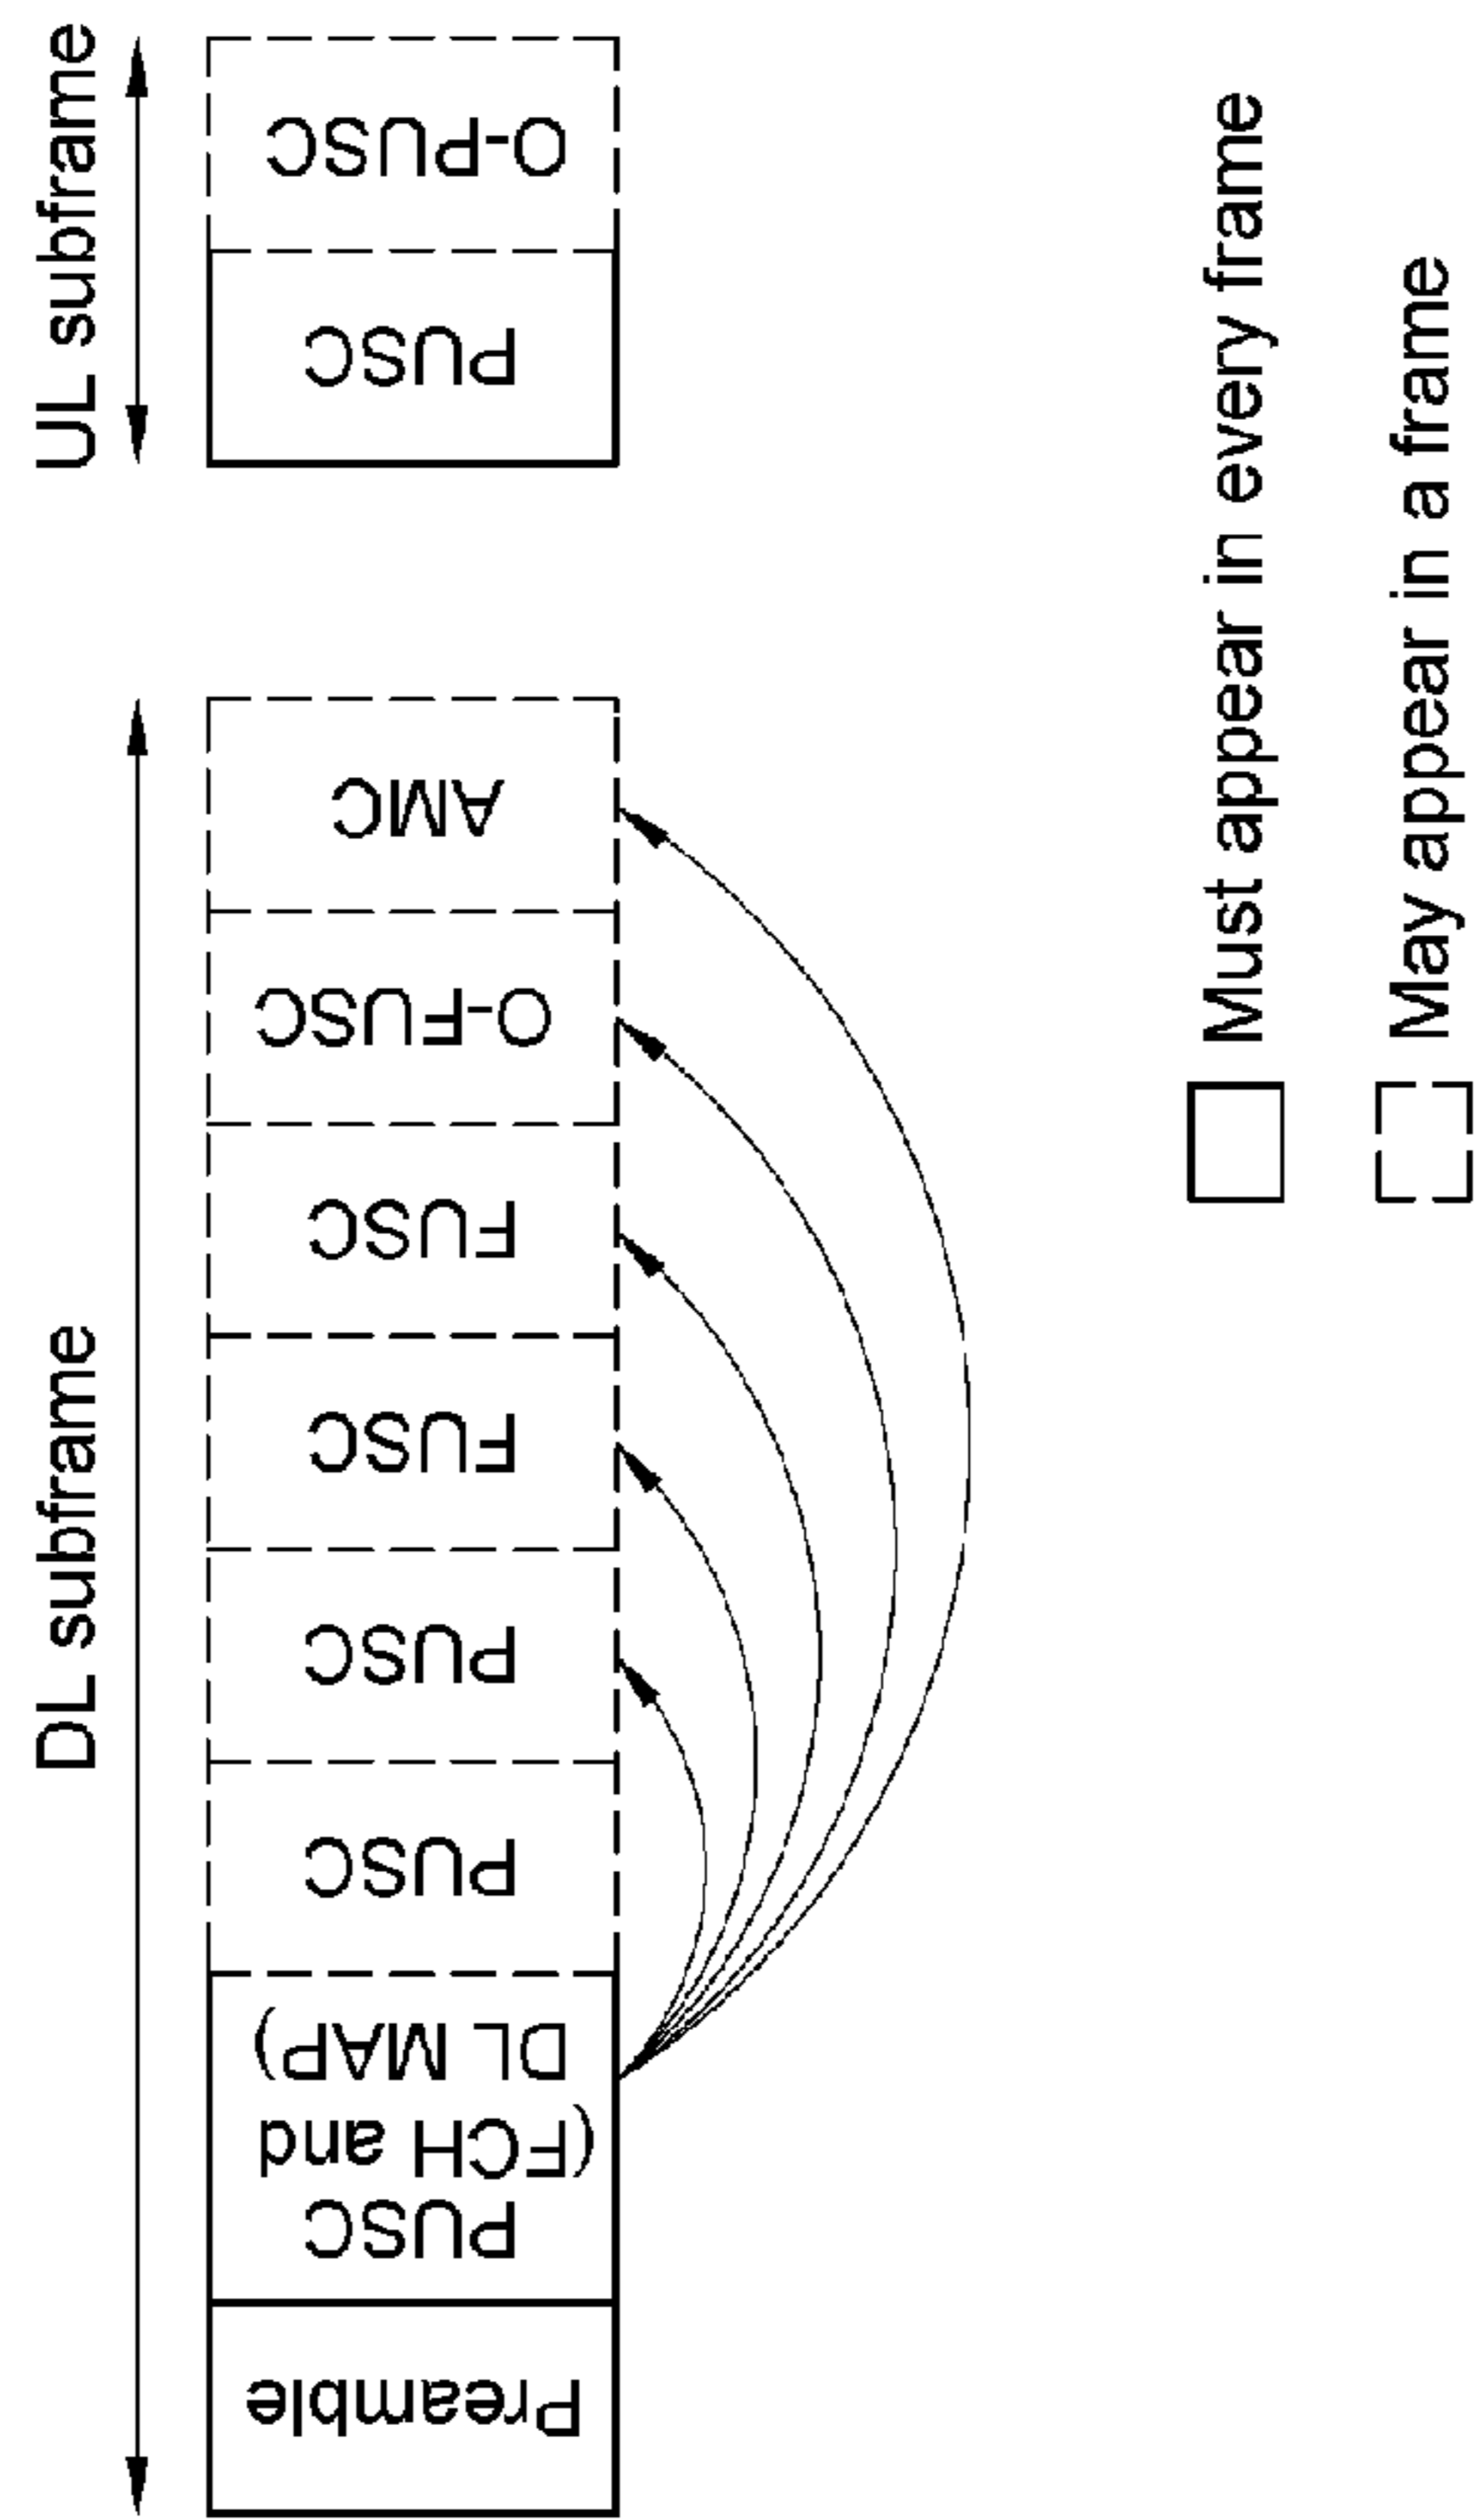 DL subframe
UL subframe
Preamble
PUSC
(FCH and
DL MAP)
PUSC
PUSC
FUSC
FUSC
O-FUSC
AMC
PUSC
O-PUSC
Must appear in every frame
May appear in a frame